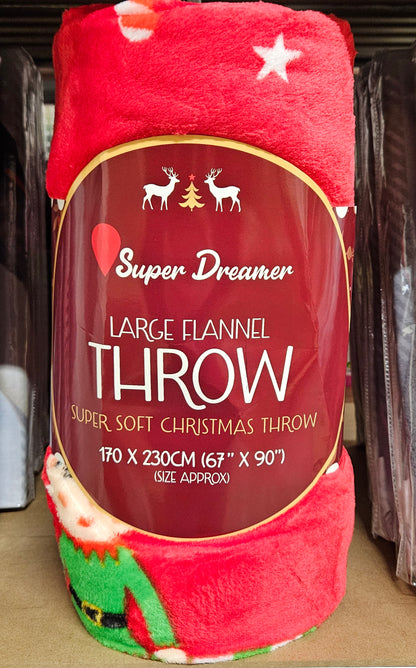 Super Dreamer
LARGE FLANNEL
THROW
SUPER SOFT CHRISTMAS THROW
170 X 230CM (67" X 90")
(SIZE APPROX)